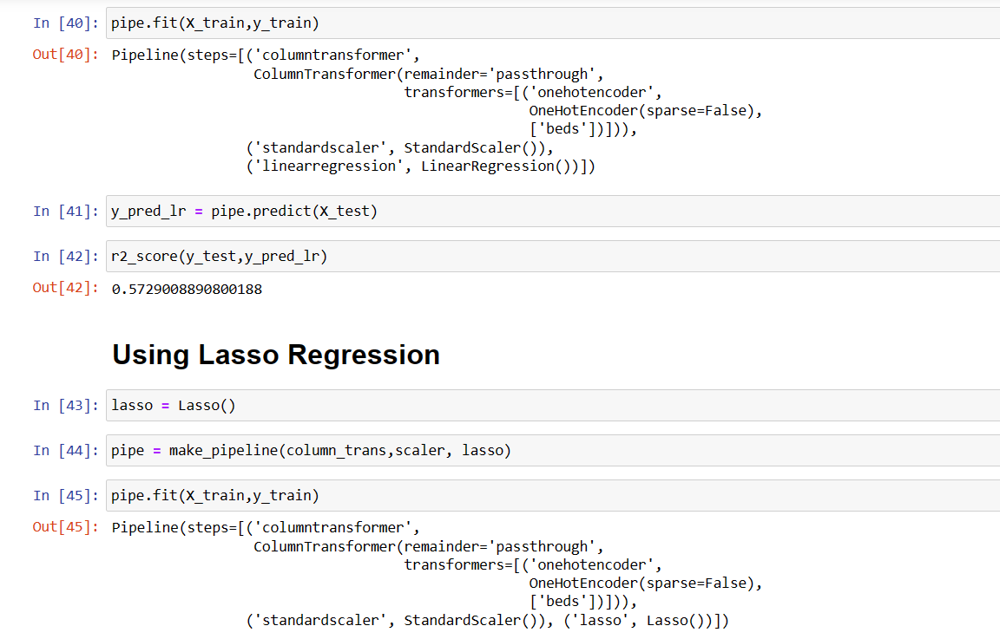 In [40]: pipe.fit(X_train,y_train)
Out[40]: Pipeline(steps=[('columntransformer',
ColumnTransformer(remainder='passthrough',
transformers=[('onehotencoder',
OneHotEncoder(sparse=False),
['beds'])])),
('standardscaler', StandardScaler()),
('linearregression', LinearRegression())])
In [41]: y_pred_lr = pipe.predict(X_test)
In [42]: r2_score(y_test,y_pred_lr)
Out[42]: 0.5729008890800188
Using Lasso Regression
In [43]: lasso = Lasso()
In [44]: pipe = make_pipeline(column_trans,scaler, lasso)
In [45]: pipe.fit(X_train,y_train)
Out[45]: Pipeline(steps=[('columntransformer',
ColumnTransformer(remainder='passthrough',
transformers=[('onehotencoder',
OneHotEncoder(sparse=False),
['beds'])])),
('standardscaler', StandardScaler()), ('lasso', Lasso())])